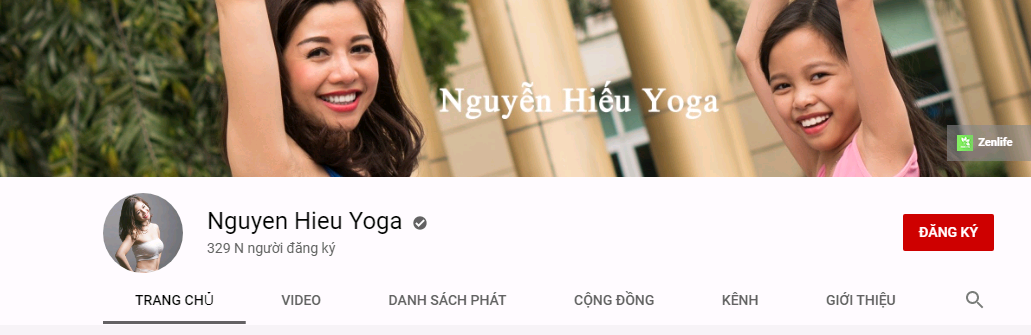 Nguyễn Hiếu Yoga
Zenlife
Nguyen Hieu Yoga
329 N người đăng ký
ĐĂNG KÝ
TRANG CHỦ VIDEO DANH SÁCH PHÁT CỘNG ĐỒNG KÊNH GIỚI THIỆU